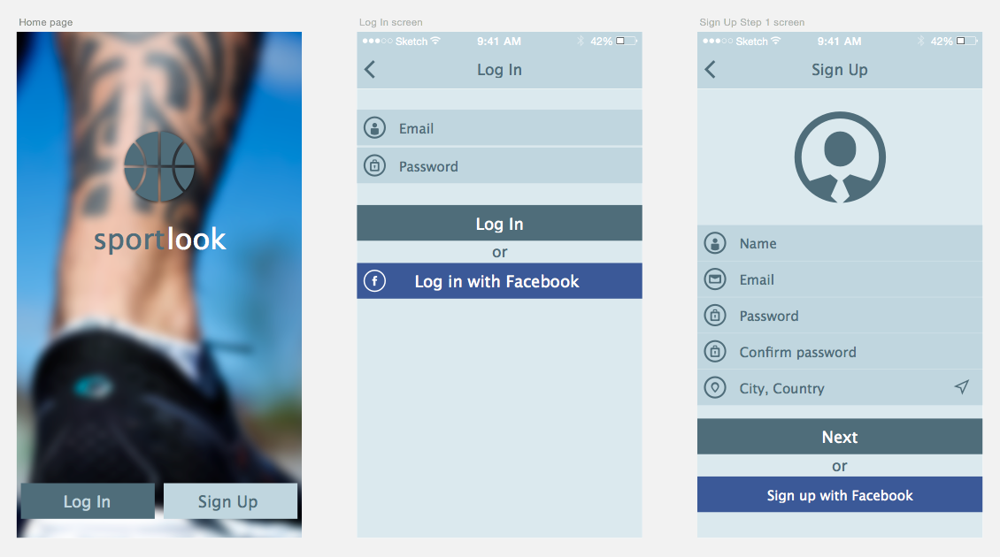 Home page
sportlook
Log In
Sign Up
Log In screen
Sketch 9:41 AM 42%
Log In
Email
Password
Log In
or
f Log in with Facebook
Sign Up Step 1 screen
Sketch 9:41 AM 42%
Sign Up
Name
Email
Password
Confirm password
City, Country
Next
or
Sign up with Facebook